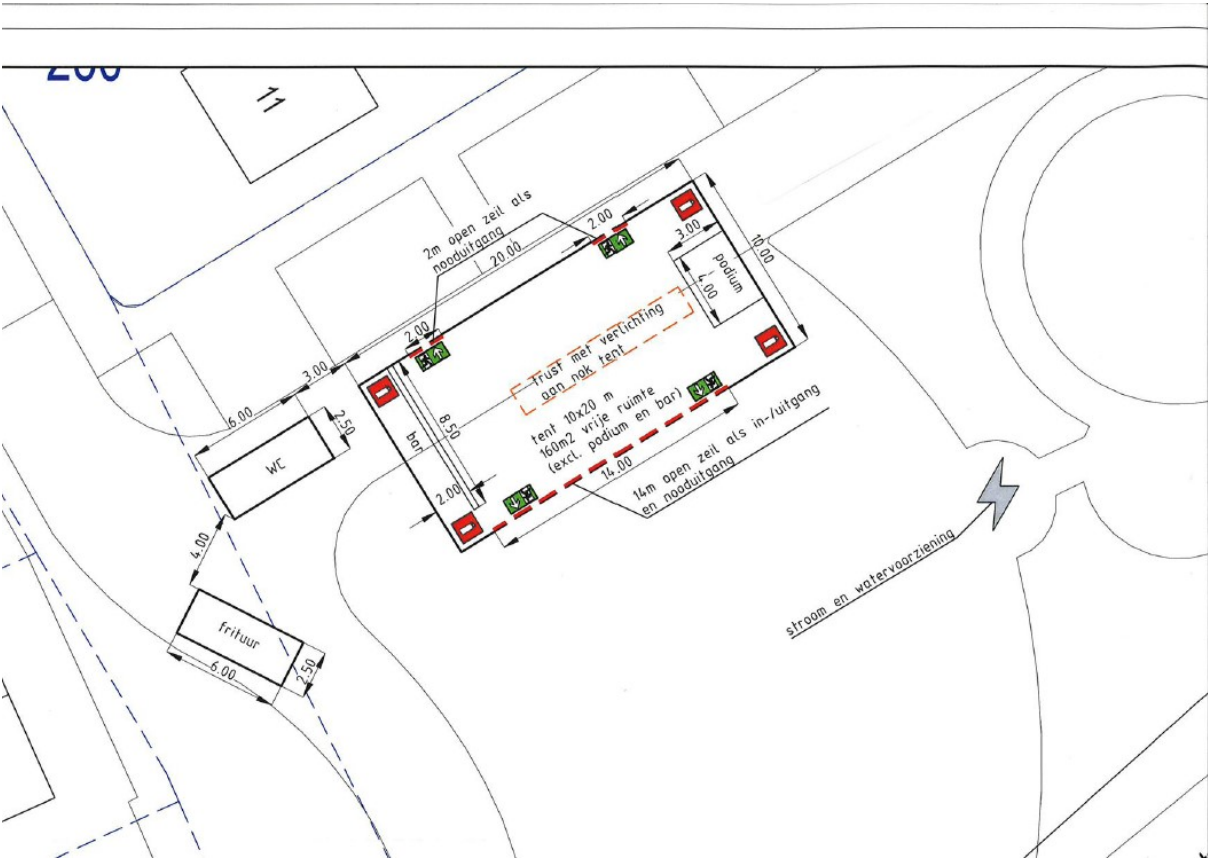 11
2m open zeil als
nooduitgang
20.00
2.00
3.00
10.00
podium
4.00
2.00
3.00
6.00
2.50
WC
bar
8.50
2.00
Trust met verlichting
aan nok tent
tent 10x20 m
160m2 vrije ruimte
(excl. podium en bar)
14.00
14m open zeil als in-/uitgang
en nooduitgang
4.00
frituur
6.00
2.50
stroom en watervoorziening